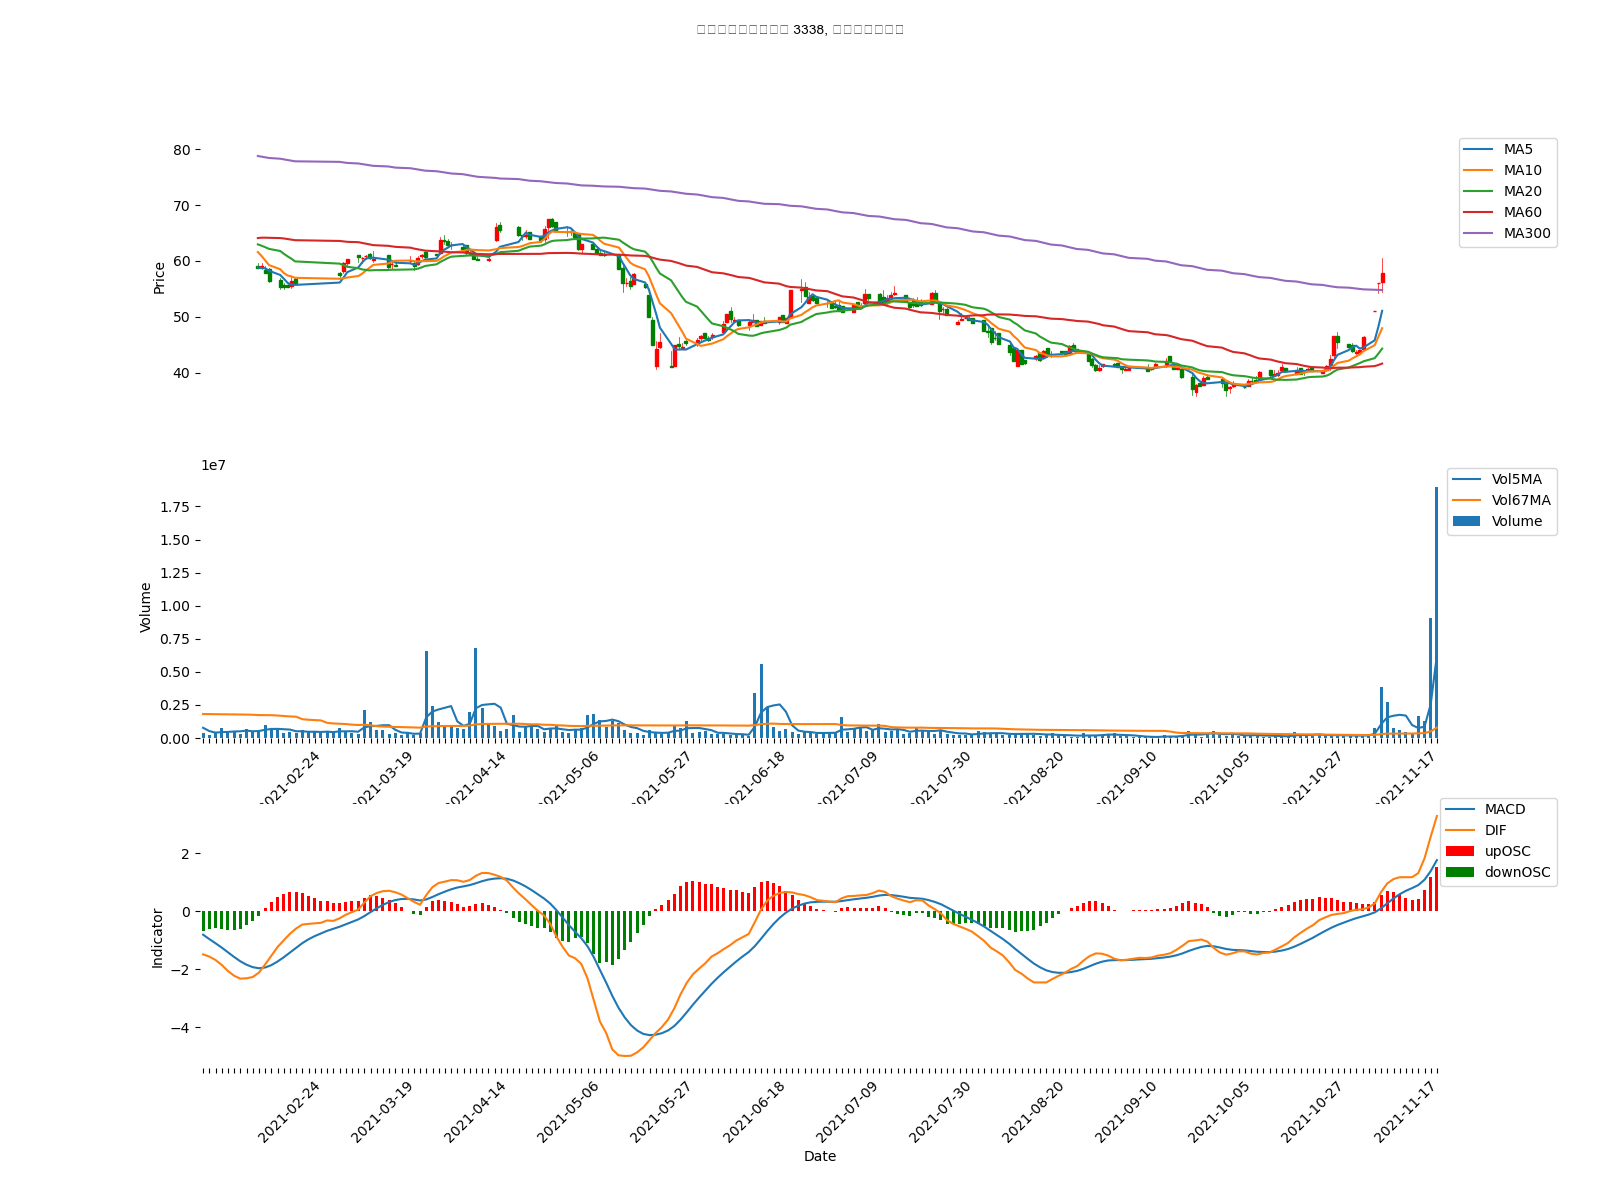 3338,
80
70
60
50
40
Price
MA5
MA10
MA20
MA60
MA300
1e7
1.75
1.50
1.25
1.00
0.75
0.50
0.25
0.00
Volume
Vol5MA
Vol67MA
Volume
2021-02-24 2021-03-19 2021-04-14 2021-05-06 2021-05-27 2021-06-18 2021-07-09 2021-07-30 2021-08-20 2021-09-10 2021-10-05 2021-10-27 2021-11-17
2
0
−2
−4
Indicator
MACD
DIF
upOSC
downOSC
2021-02-24 2021-03-19 2021-04-14 2021-05-06 2021-05-27 2021-06-18 2021-07-09 2021-07-30 2021-08-20 2021-09-10 2021-10-05 2021-10-27 2021-11-17
Date